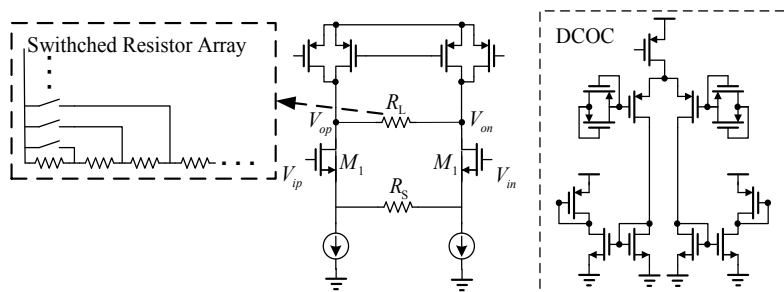 Swithched Resistor Array
DCOC
R_L
V_op
V_on
V_ip
M_1
M_1
V_in
R_S